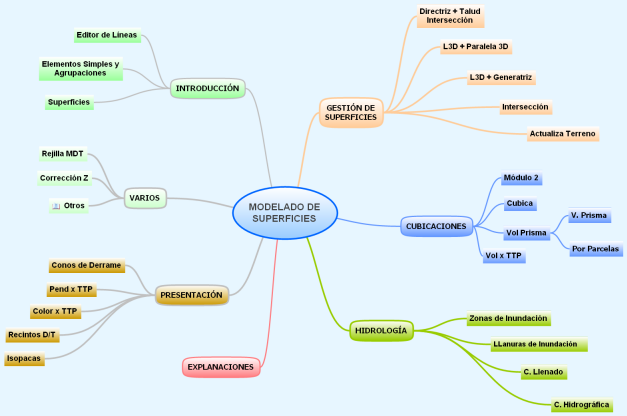 MODELADO DE
SUPERFICIES
INTRODUCCIÓN
Editor de Líneas
Elementos Simples y
Agrupaciones
Superficies
VARIOS
Rejilla MDT
Corrección Z
Otros
PRESENTACIÓN
Conos de Derrame
Pend x TTP
Color x TTP
Recintos D/T
Isopacas
EXPLANACIONES
GESTIÓN DE
SUPERFICIES
Directriz + Talud
Intersección
L3D + Paralela 3D
L3D + Generatriz
Intersección
Actualiza Terreno
CUBICACIONES
Módulo 2
Cubica
Vol Prisma
V. Prisma
Por Parcelas
Vol x TTP
HIDROLOGÍA
Zonas de Inundación
LLanuras de Inundación
C. Llenado
C. Hidrográfica